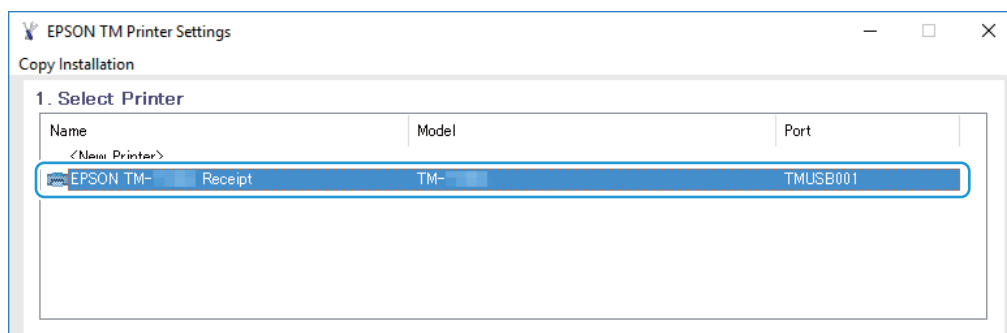 EPSON TM Printer Settings
Copy Installation
1. Select Printer
Name Model Port
<New Printer>
EPSON TM- Receipt TM- TMUSB001